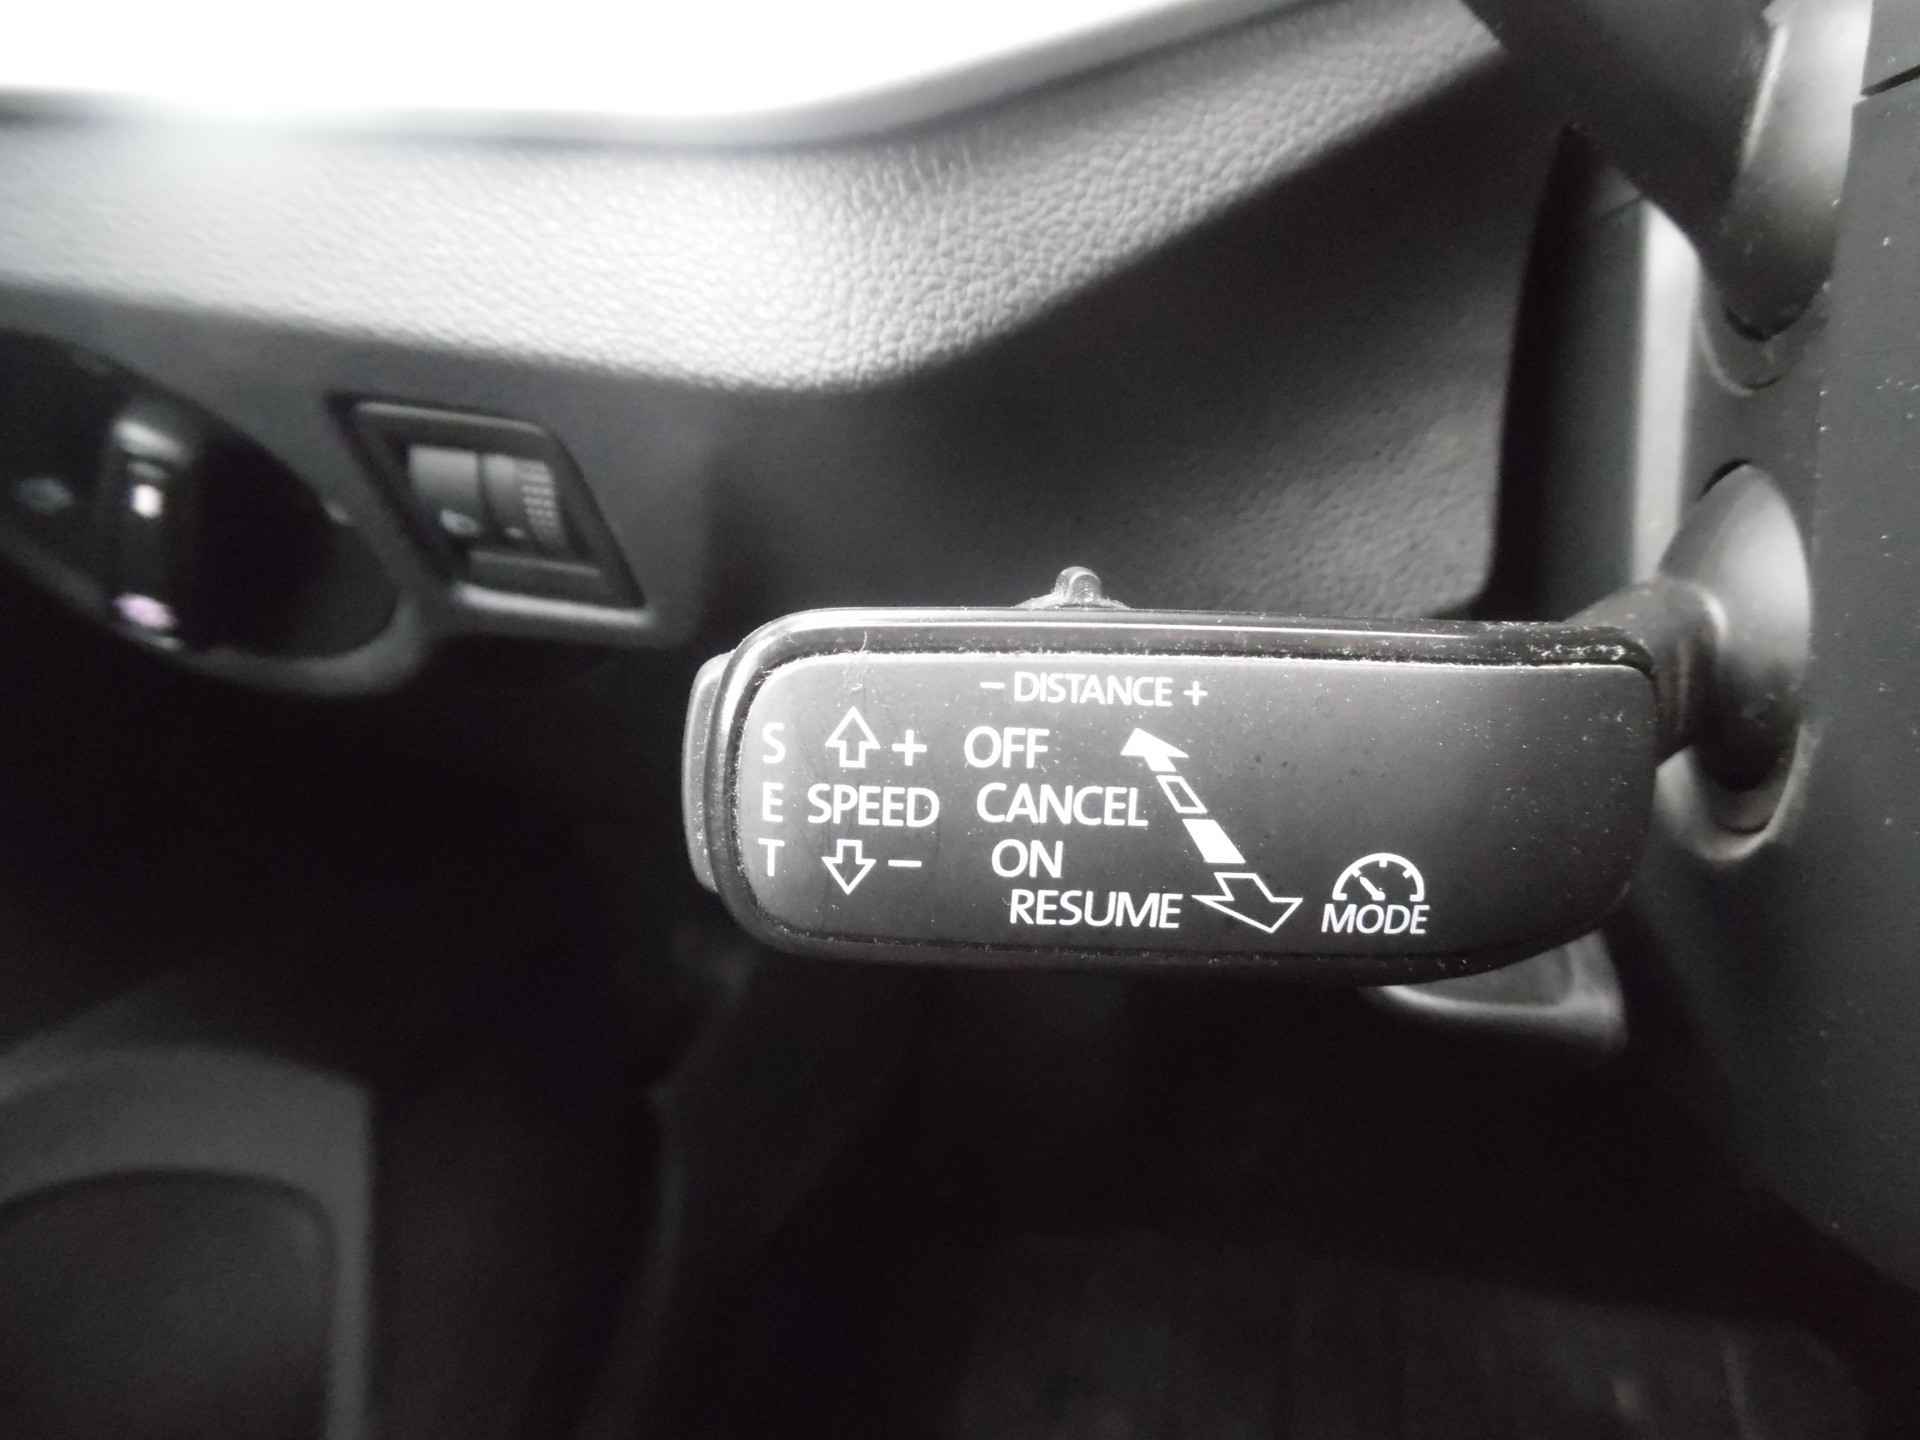 - DISTANCE +
S + OFF
E SPEED CANCEL
T - ON
RESUME MODE